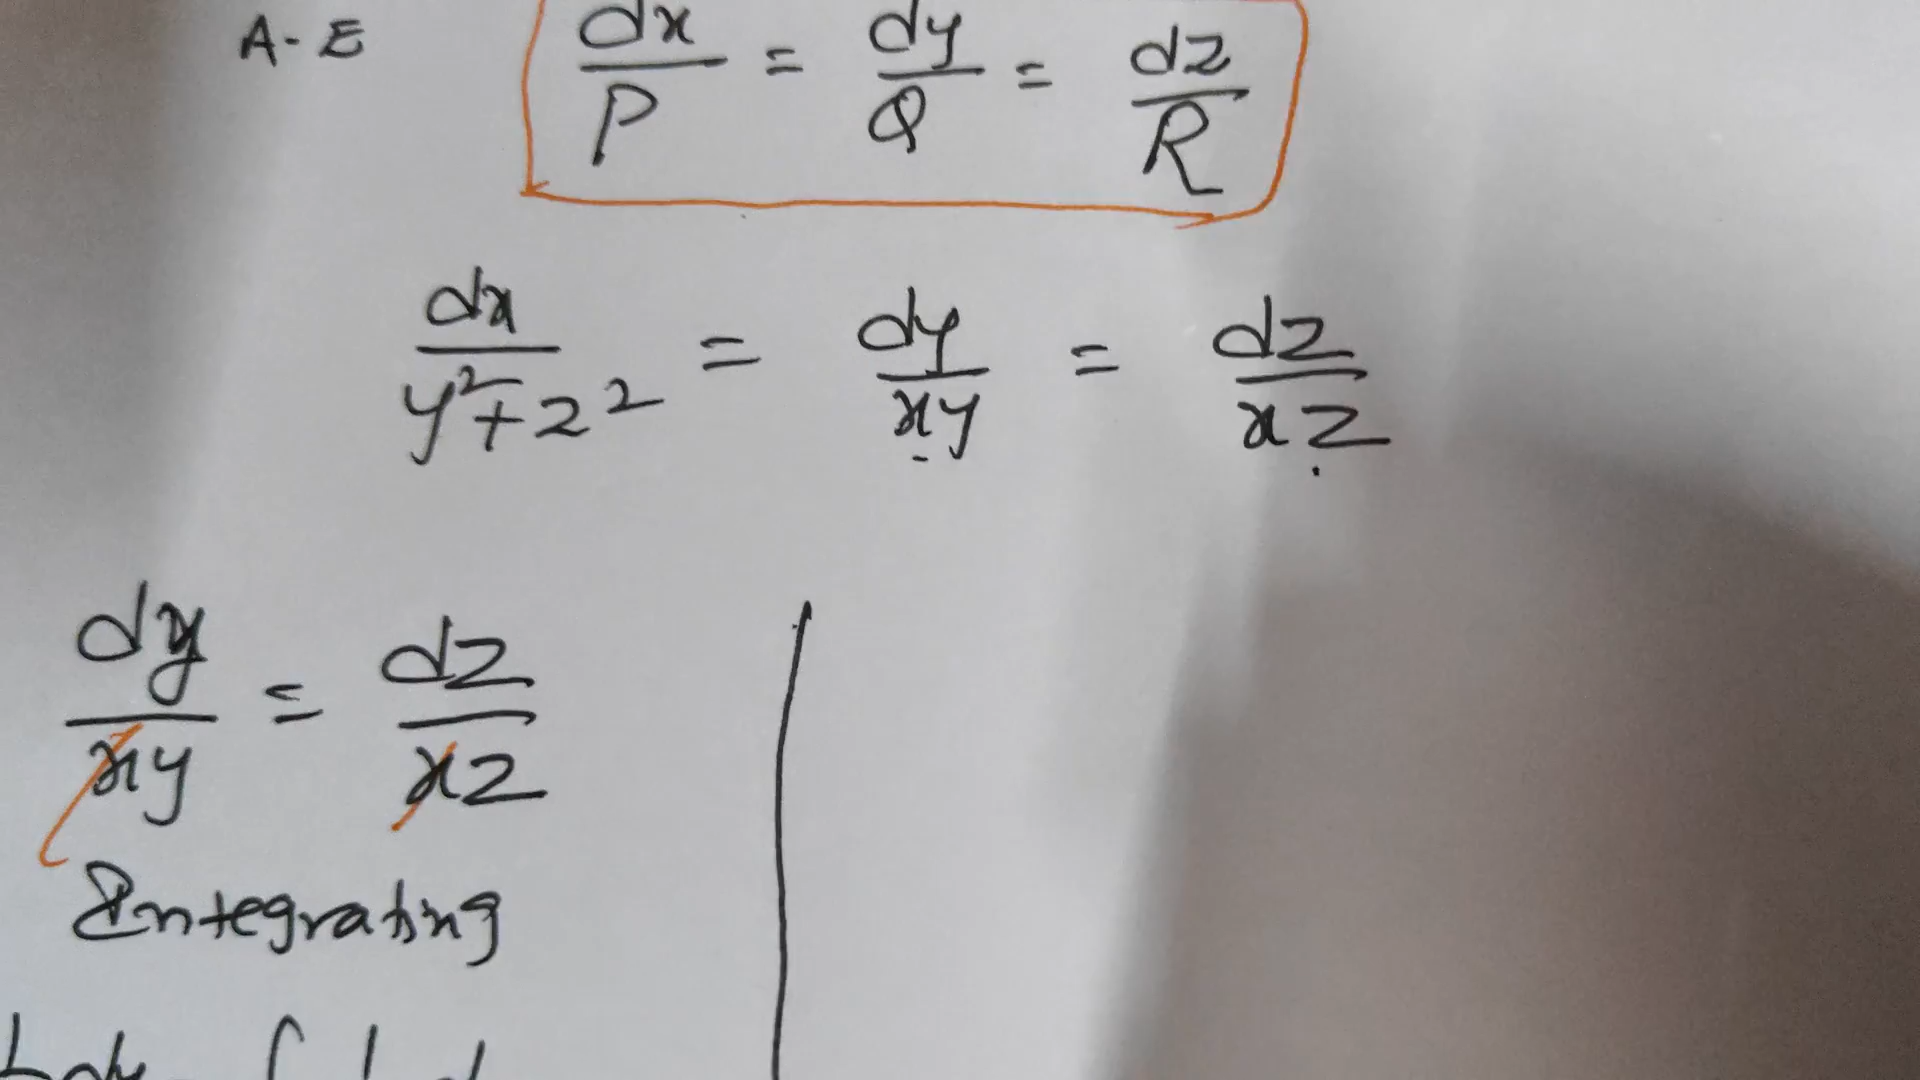 A-E dx/P = dy/Q = dz/R
dx/y²+z² = dy/xy = dz/xz
dy/xy = dz/xz
Integrating